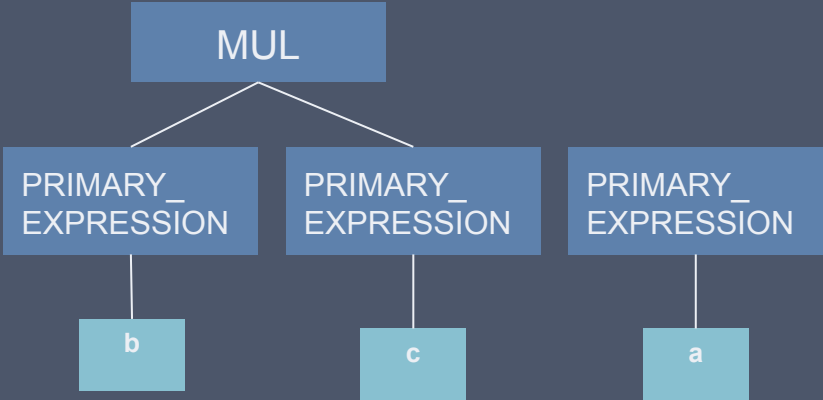 MUL
PRIMARY_
EXPRESSION
PRIMARY_
EXPRESSION
PRIMARY_
EXPRESSION
b
c
a